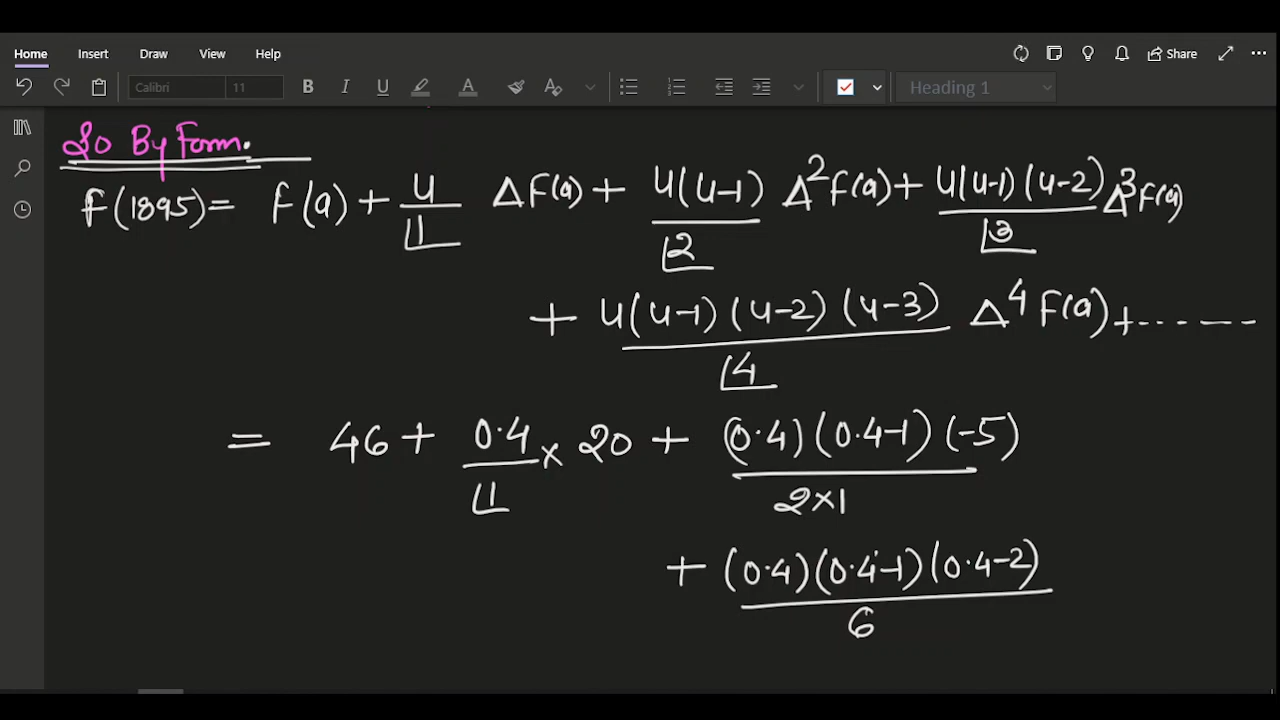 Home Insert Draw View Help Share
Calibri 11 B I U A Heading 1
So By Form.
f(1895) = f(a) + u/⌊1 Δf(a) + u(u-1)/⌊2 Δ²f(a) + u(u-1)(u-2)/⌊3 Δ³f(a)
+ u(u-1)(u-2)(u-3)/⌊4 Δ⁴f(a) + ------
= 46 + 0.4/⌊1 × 20 + (0.4)(0.4-1)(-5)/2×1
+ (0.4)(0.4-1)(0.4-2)/6